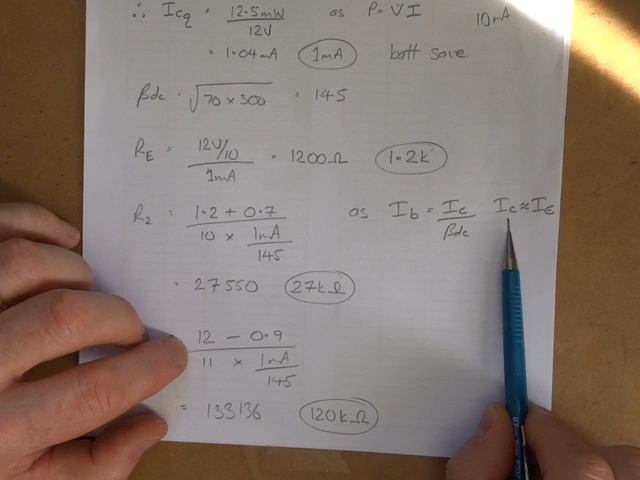 ∴ Icq = 12.5mW / 12V as P = VI 10mA
= 1.04mA 1mA batt save
βdc = √70 × 300 = 145
RE = 12V/10 / 1mA = 1200Ω 1.2k
R2 = 1.2 + 0.7 / 10 × 1mA/145 as Ib = Ic / βdc Ic ≈ IE
= 27550 27kΩ
12 - 0.9 / 11 × 1mA/145
= 133136 120kΩ